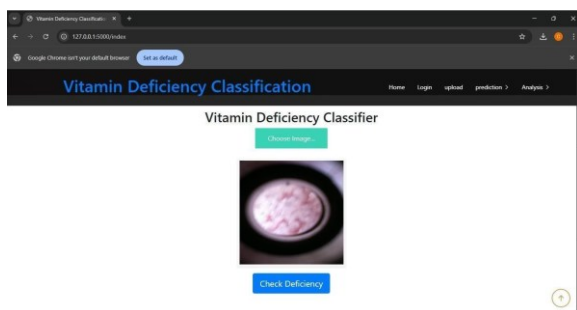 Vitamin Deficiency Classificatio
127.0.0.1:5000/index
Google Chrome isn't your default browser Set as default
Vitamin Deficiency Classification
Home Login upload prediction > Analysis >
Vitamin Deficiency Classifier
Choose Image...
Check Deficiency